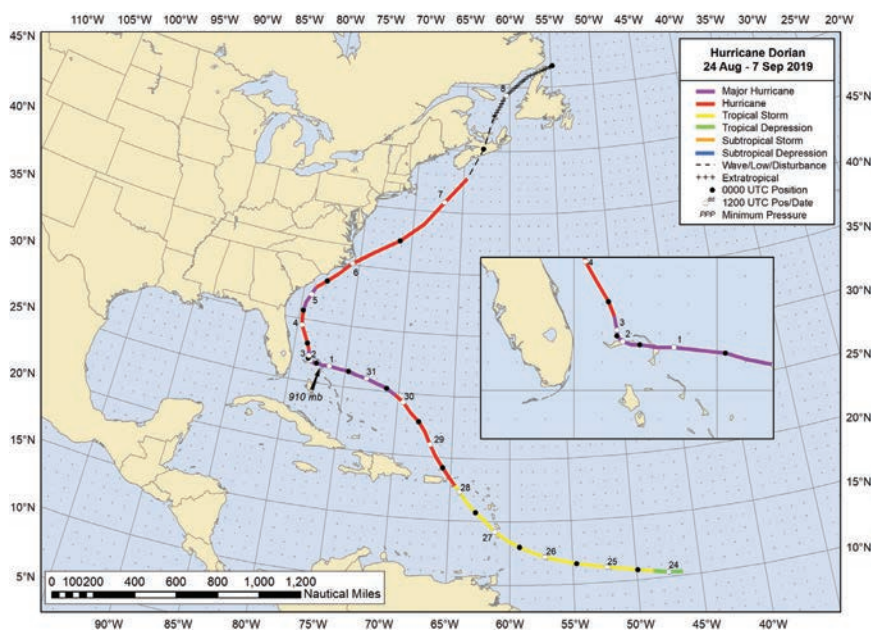 110°W 105°W 100°W 95°W 90°W 85°W 80°W 75°W 70°W 65°W 60°W 55°W 50°W 45°W 40°W 35°W 30°W 25°W 20°W
45°N
40°N
35°N
30°N
25°N
20°N
15°N
10°N
5°N
Hurricane Dorian
24 Aug - 7 Sep 2019
Major Hurricane
Hurricane
Tropical Storm
Tropical Depression
Subtropical Storm
Subtropical Depression
Wave/Low/Disturbance
Extratropical
0000 UTC Position
1200 UTC Pos/Date
PPP Minimum Pressure
45°N
40°N
35°N
30°N
25°N
20°N
15°N
10°N
8
7
6
5
4
3 2 1
31
30
29
28
27
26
25
24
910 mb
4
3
2
1
0 100 200 400 600 800 1,000 1,200
Nautical Miles
90°W 85°W 80°W 75°W 70°W 65°W 60°W 55°W 50°W 45°W 40°W